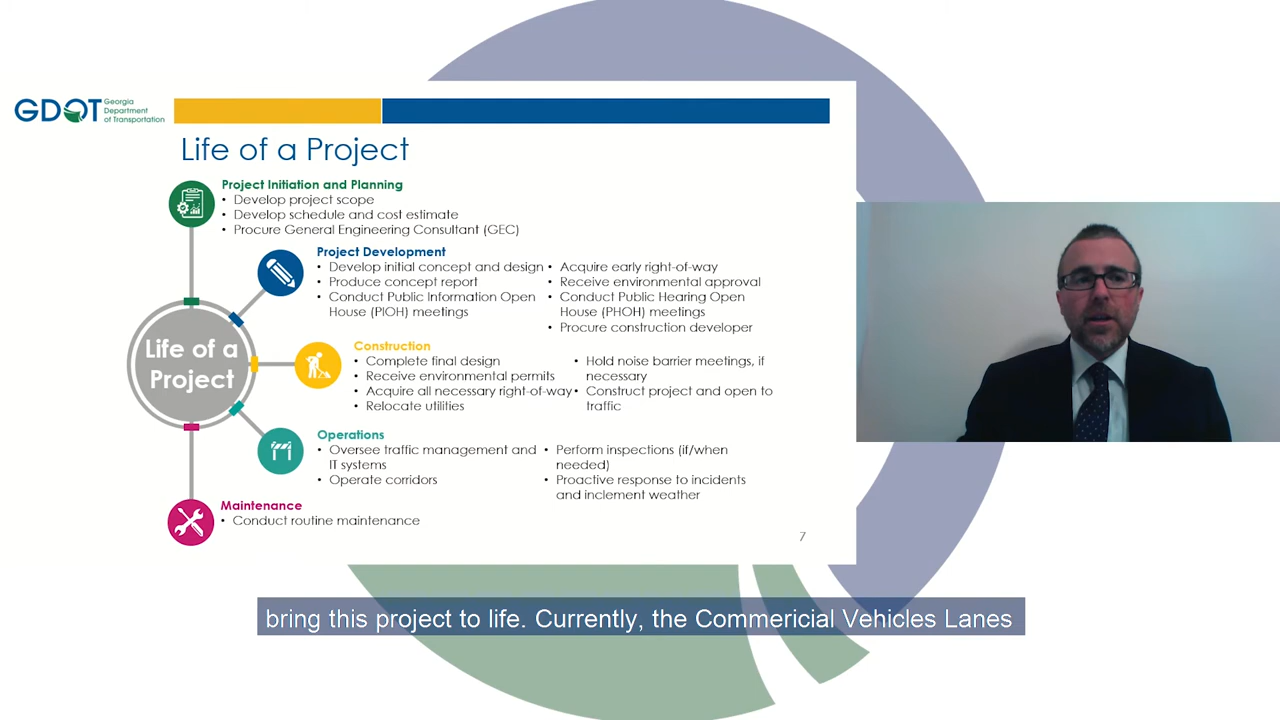 GDOT
Georgia
Department
of Transportation
Life of a Project
Project Initiation and Planning
• Develop project scope
• Develop schedule and cost estimate
• Procure General Engineering Consultant (GEC)
Project Development
• Develop initial concept and design
• Produce concept report
• Conduct Public Information Open
House (PIOH) meetings
• Acquire early right-of-way
• Receive environmental approval
• Conduct Public Hearing Open
House (PHOH) meetings
• Procure construction developer
Life of a
Project
Construction
• Complete final design
• Receive environmental permits
• Acquire all necessary right-of-way
• Relocate utilities
• Hold noise barrier meetings, if
necessary
• Construct project and open to
traffic
Operations
• Oversee traffic management and
IT systems
• Operate corridors
• Perform inspections (if/when
needed)
• Proactive response to incidents
and inclement weather
Maintenance
• Conduct routine maintenance
7
bring this project to life. Currently, the Commericial Vehicles Lanes